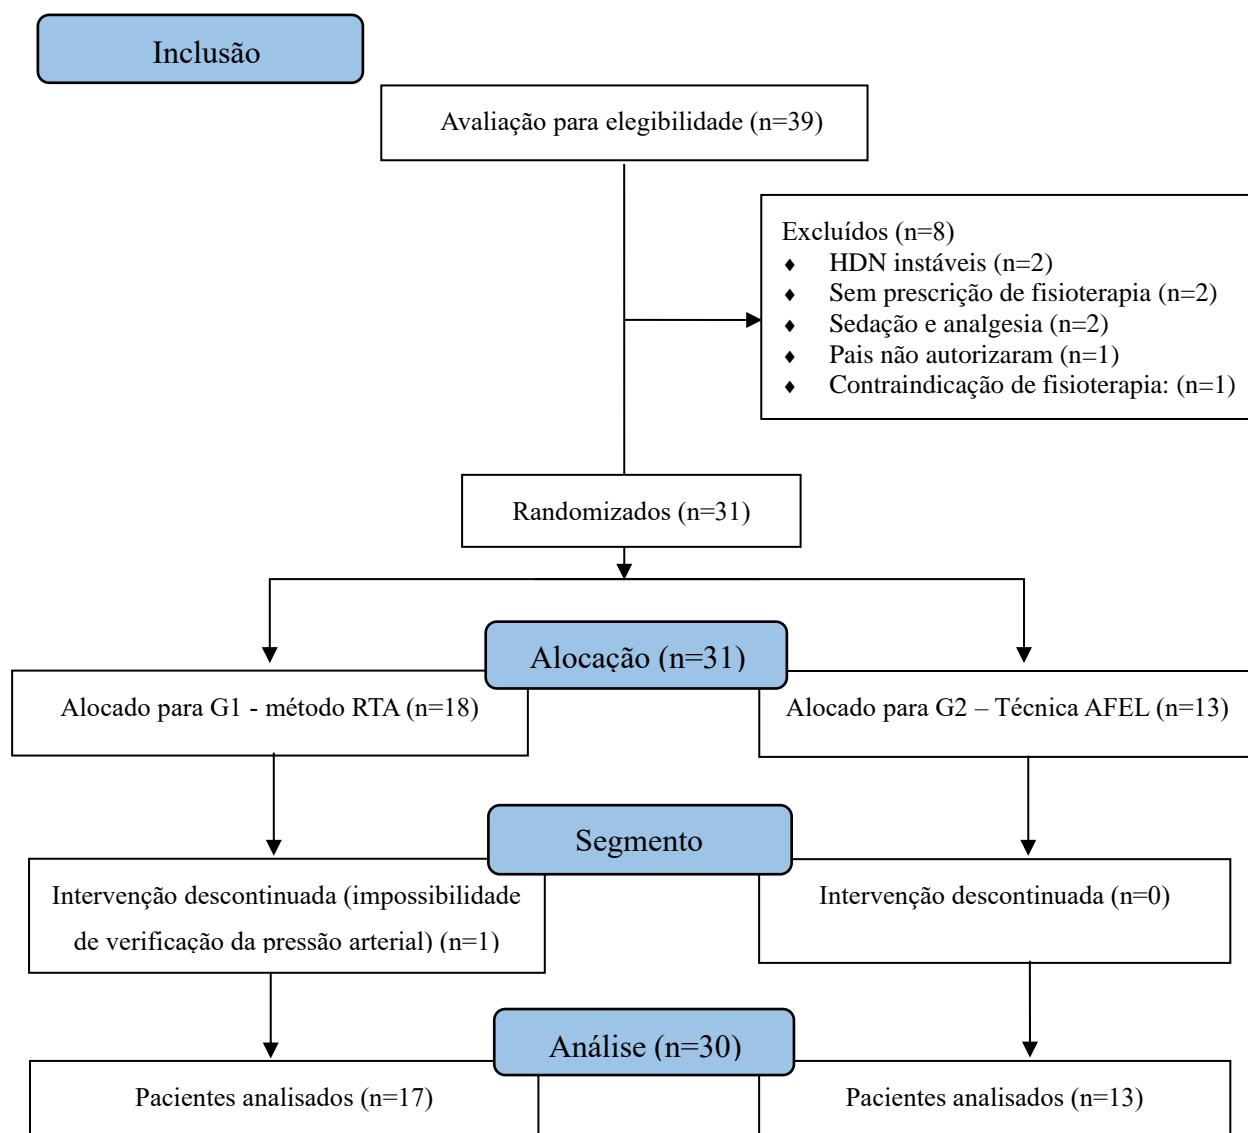 Inclusão
Avaliação para elegibilidade (n=39)
Excluídos (n=8)
♦ HDN instáveis (n=2)
♦ Sem prescrição de fisioterapia (n=2)
♦ Sedação e analgesia (n=2)
♦ Pais não autorizaram (n=1)
♦ Contraindicação de fisioterapia: (n=1)
Randomizados (n=31)
Alocação (n=31)
Alocado para G1 - método RTA (n=18)
Alocado para G2 – Técnica AFEL (n=13)
Segmento
Intervenção descontinuada (impossibilidade
de verificação da pressão arterial) (n=1)
Intervenção descontinuada (n=0)
Análise (n=30)
Pacientes analisados (n=17)
Pacientes analisados (n=13)